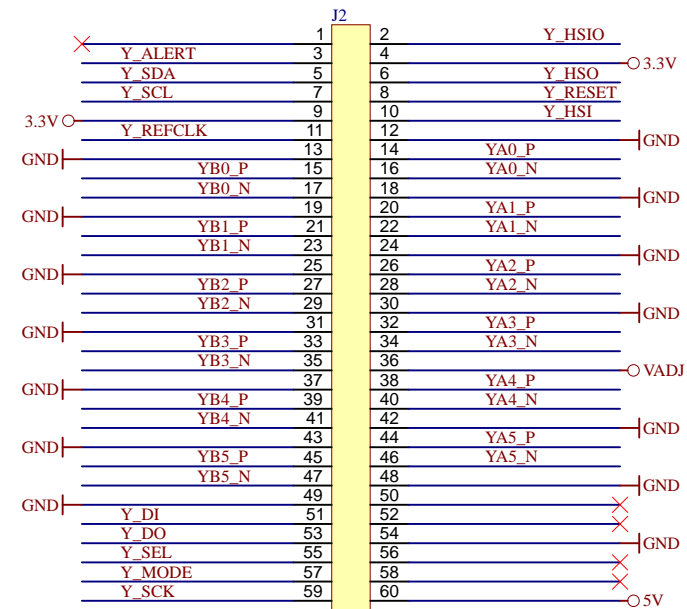 J2
1 2 Y_HSIO
Y_ALERT 3 4 3.3V
Y_SDA 5 6 Y_HSO
Y_SCL 7 8 Y_RESET
3.3V 9 10 Y_HSI
Y_REFCLK 11 12 GND
GND 13 14 YA0_P
YB0_P 15 16 YA0_N
YB0_N 17 18 GND
GND 19 20 YA1_P
YB1_P 21 22 YA1_N
YB1_N 23 24 GND
GND 25 26 YA2_P
YB2_P 27 28 YA2_N
YB2_N 29 30 GND
GND 31 32 YA3_P
YB3_P 33 34 YA3_N
YB3_N 35 36 VADJ
GND 37 38 YA4_P
YB4_P 39 40 YA4_N
YB4_N 41 42 GND
GND 43 44 YA5_P
YB5_P 45 46 YA5_N
YB5_N 47 48 GND
GND 49 50
Y_DI 51 52
Y_DO 53 54 GND
Y_SEL 55 56
Y_MODE 57 58
Y_SCK 59 60 5V